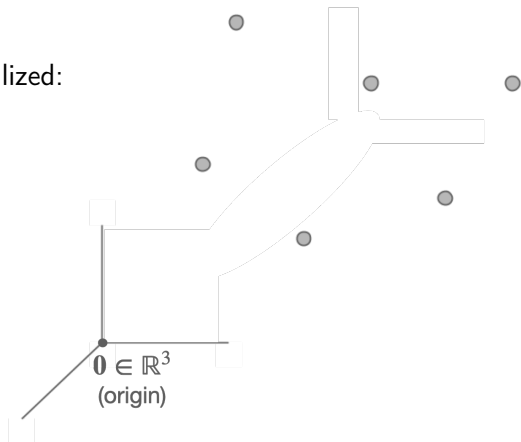 lized:
𝟎 ∈ ℝ³
(origin)